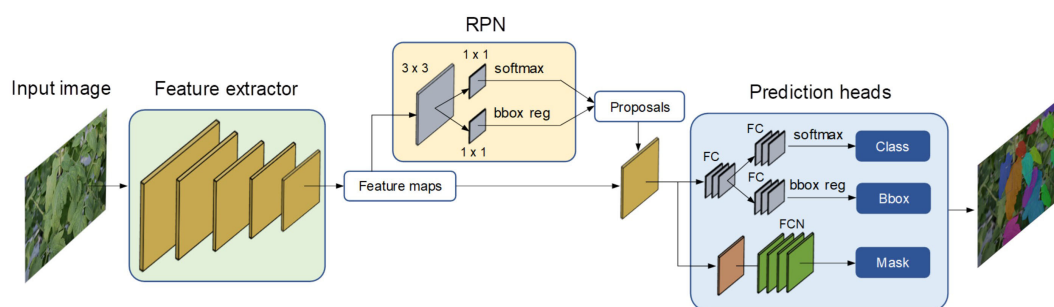 RPN
Input image
Feature extractor
3 x 3
1 x 1
softmax
bbox reg
1 x 1
Proposals
Feature maps
Prediction heads
FC
FC
softmax
Class
FC
bbox reg
Bbox
FCN
Mask